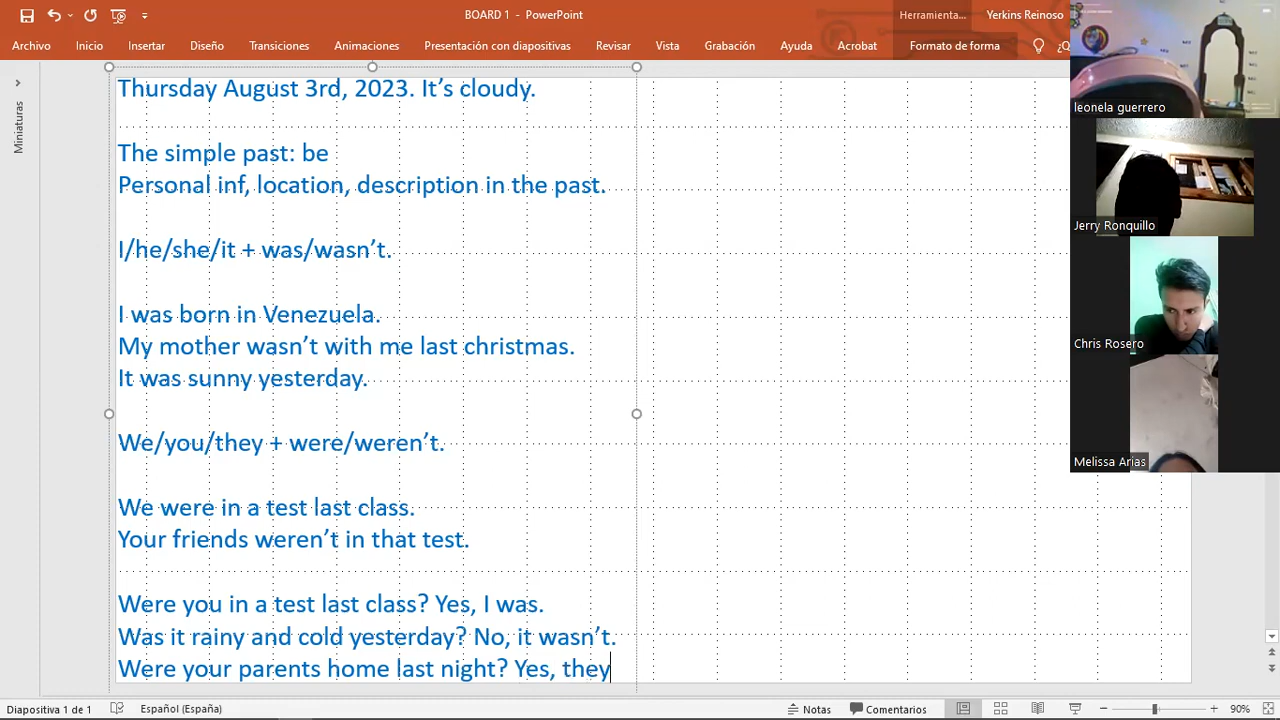 BOARD 1 - PowerPoint
Herramienta...
Yerkins Reinoso
Archivo Inicio Insertar Diseño Transiciones Animaciones Presentación con diapositivas Revisar Vista Grabación Ayuda Acrobat Formato de forma ¿Q
Miniaturas
Thursday August 3rd, 2023. It’s cloudy.
The simple past: be
Personal inf, location, description in the past.
I/he/she/it + was/wasn’t.
I was born in Venezuela.
My mother wasn’t with me last christmas.
It was sunny yesterday.
We/you/they + were/weren’t.
We were in a test last class.
Your friends weren’t in that test.
Were you in a test last class? Yes, I was.
Was it rainy and cold yesterday? No, it wasn’t.
Were your parents home last night? Yes, they
leonela guerrero
Jerry Ronquillo
Chris Rosero
Melissa Arias
Diapositiva 1 de 1 Español (España) Notas Comentarios 90%